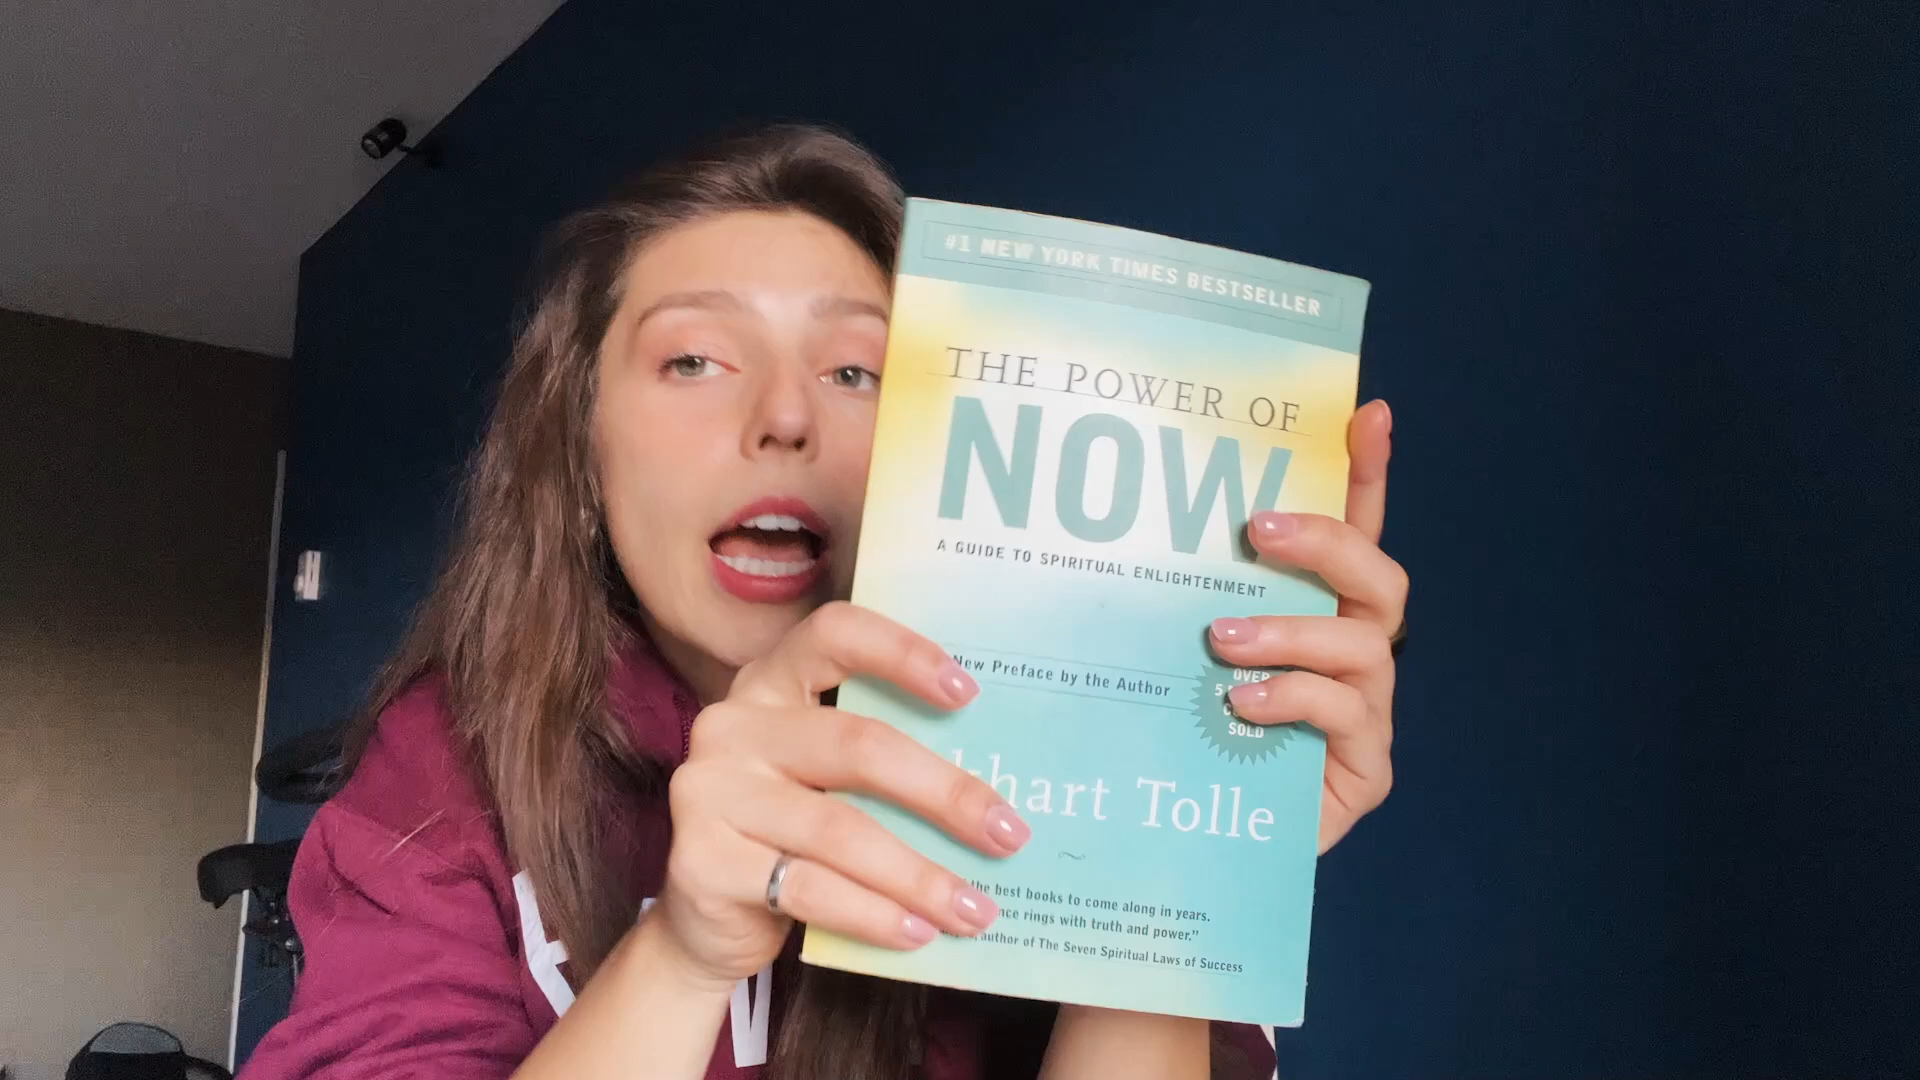 #1 NEW YORK TIMES BESTSELLER
THE POWER OF
NOW
A GUIDE TO SPIRITUAL ENLIGHTENMENT
New Preface by the Author
OVER
5
SOLD
Tolle
the best books to come along in years.
rings with truth and power."
author of The Seven Spiritual Laws of Success